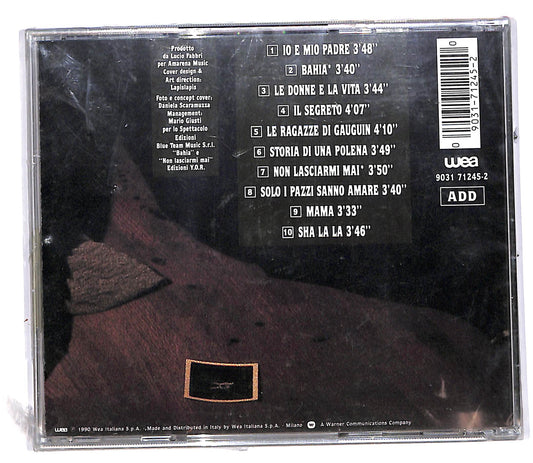 Prodotto
da Lucio Fabbri
per Amarena Music
Cover design &
Art direction:
Lapislapis
Foto e concept cover:
Daniela Scaramuzza
Management:
Mario Giusti
per lo Spettacolo
Edizioni
Blue Team Music S.r.l.
"Bahia" e
"Non lasciarmi mai"
Edizioni Y.O.R.
1 IO E MIO PADRE 3'48"
2 BAHIA* 3'40"
3 LE DONNE E LA VITA 3'44"
4 IL SEGRETO 4'07"
5 LE RAGAZZE DI GAUGUIN 4'10"
6 STORIA DI UNA POLENA 3'49"
7 NON LASCIARMI MAI* 3'50"
8 SOLO I PAZZI SANNO AMARE 3'40"
9 MAMA 3'33"
10 SHA LA LA 3'46"
0 9031-71245-2 0
wea
9031 71245-2
ADD
wea ℗ 1990 Wea Italiana S.p.A. - Made and Distributed in Italy by Wea Italiana S.p.A. - Milano - A Warner Communications Company